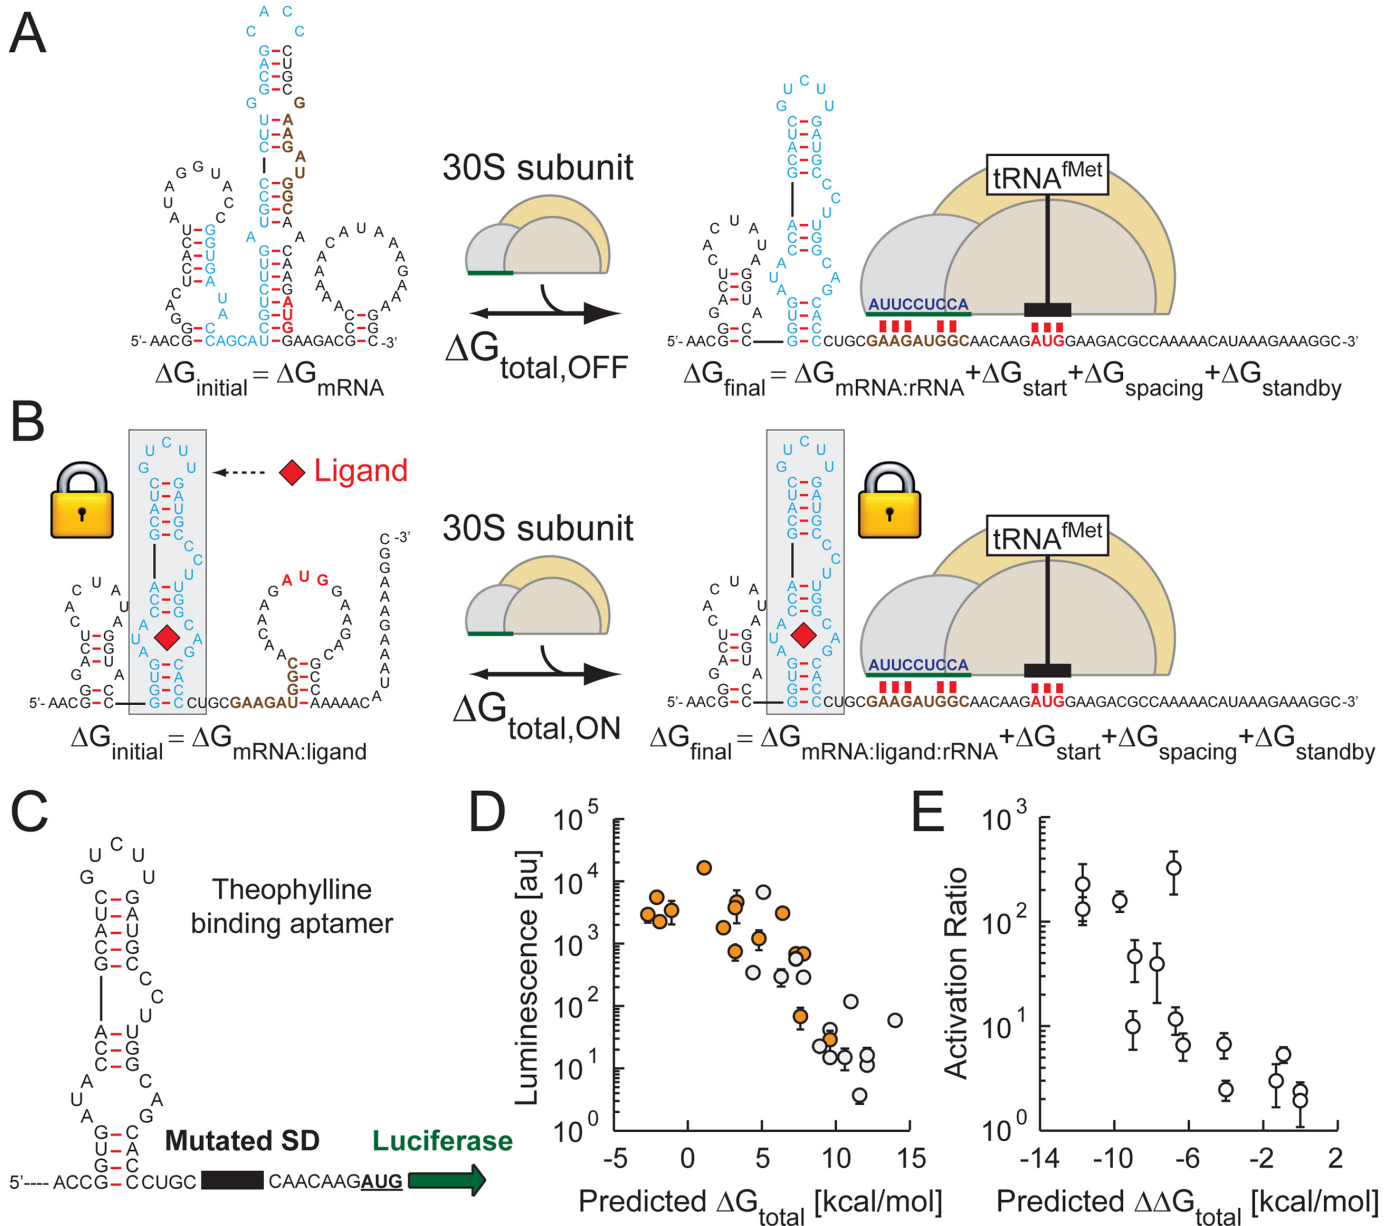 A
30S subunit
tRNA^fMet
AUUCCUCCA
5'- AACG
CAGCAU
GAAGACG
C -3'
ΔG_total,OFF
5'- AACG
CCUGCGAAGAUGGCAACAAGAUGGAAGACGCCAAAAACAUAAAGAAAGGC-3'
ΔG_initial = ΔG_mRNA
ΔG_final = ΔG_mRNA:rRNA +ΔG_start +ΔG_spacing +ΔG_standby
B
Ligand
30S subunit
tRNA^fMet
C -3'
AUUCCUCCA
5'- AACG
CCUGCGAAGAU
AAAAACA
ΔG_total,ON
5'- AACG
CCUGCGAAGAUGGCAACAAGAUGGAAGACGCCAAAAACAUAAAGAAAGGC-3'
ΔG_initial = ΔG_mRNA:ligand
ΔG_final = ΔG_mRNA:ligand:rRNA +ΔG_start +ΔG_spacing +ΔG_standby
C
Theophylline
binding aptamer
Mutated SD
Luciferase
5'---- ACCG
CCUGC
CAACAAGAUG
D
Luminescence [au]
10^5
10^4
10^3
10^2
10^1
10^0
-5 0 5 10 15
Predicted ΔG_total [kcal/mol]
E
Activation Ratio
10^3
10^2
10^1
10^0
-14 -10 -6 -2 2
Predicted ΔΔG_total [kcal/mol]